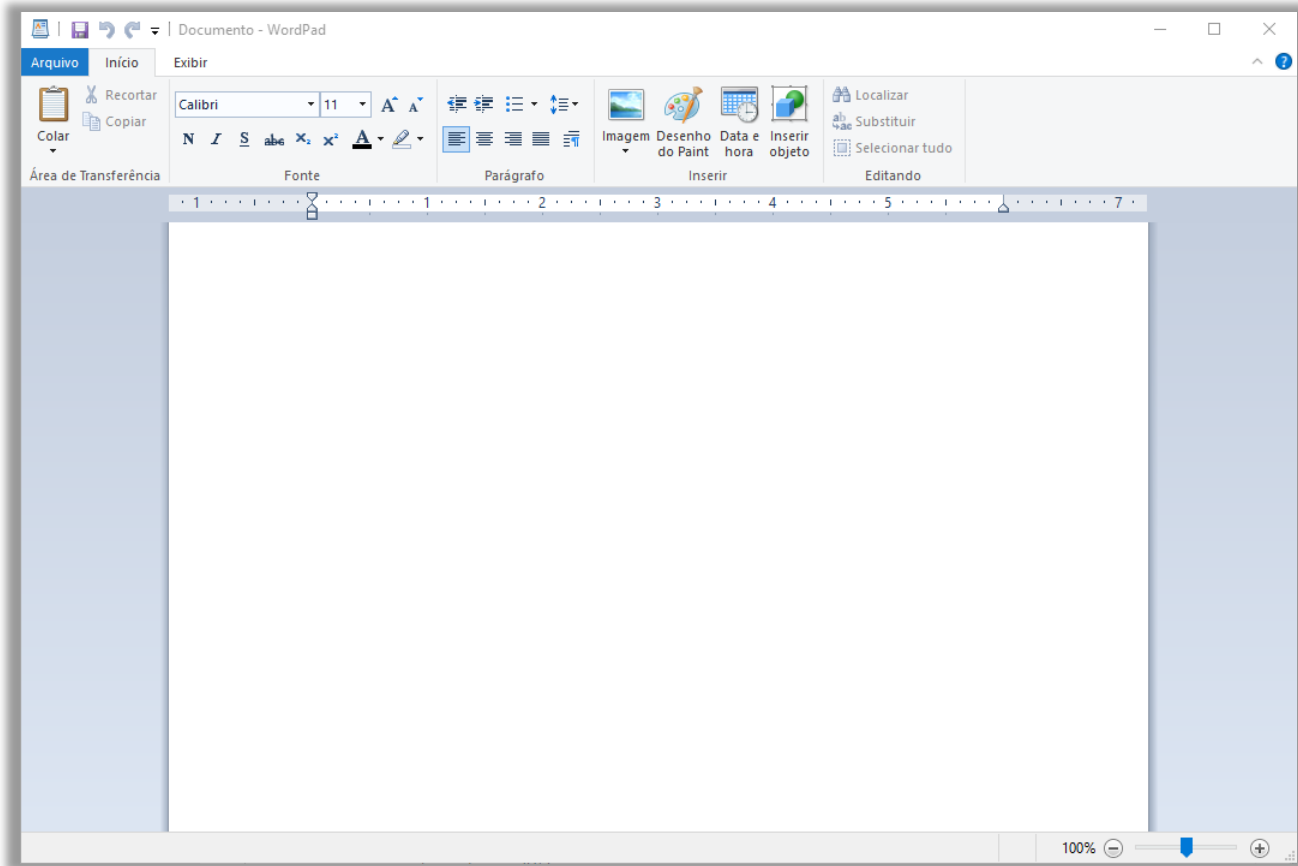 Documento - WordPad
Arquivo Início Exibir
Colar
Recortar
Copiar
Área de Transferência
Calibri 11 A A
N I S abc X₂ x² A
Fonte
Parágrafo
Imagem
Desenho do Paint
Data e hora
Inserir objeto
Inserir
Localizar
Substituir
Selecionar tudo
Editando
1 1 2 3 4 5 7
100%